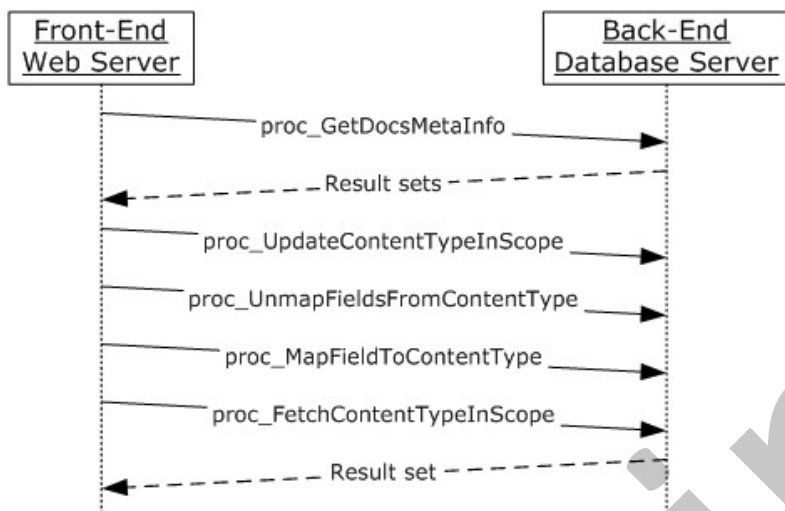 Front-End
Web Server
Back-End
Database Server
proc_GetDocsMetaInfo
Result sets
proc_UpdateContentTypeInScope
proc_UnmapFieldsFromContentType
proc_MapFieldToContentType
proc_FetchContentTypeInScope
Result set